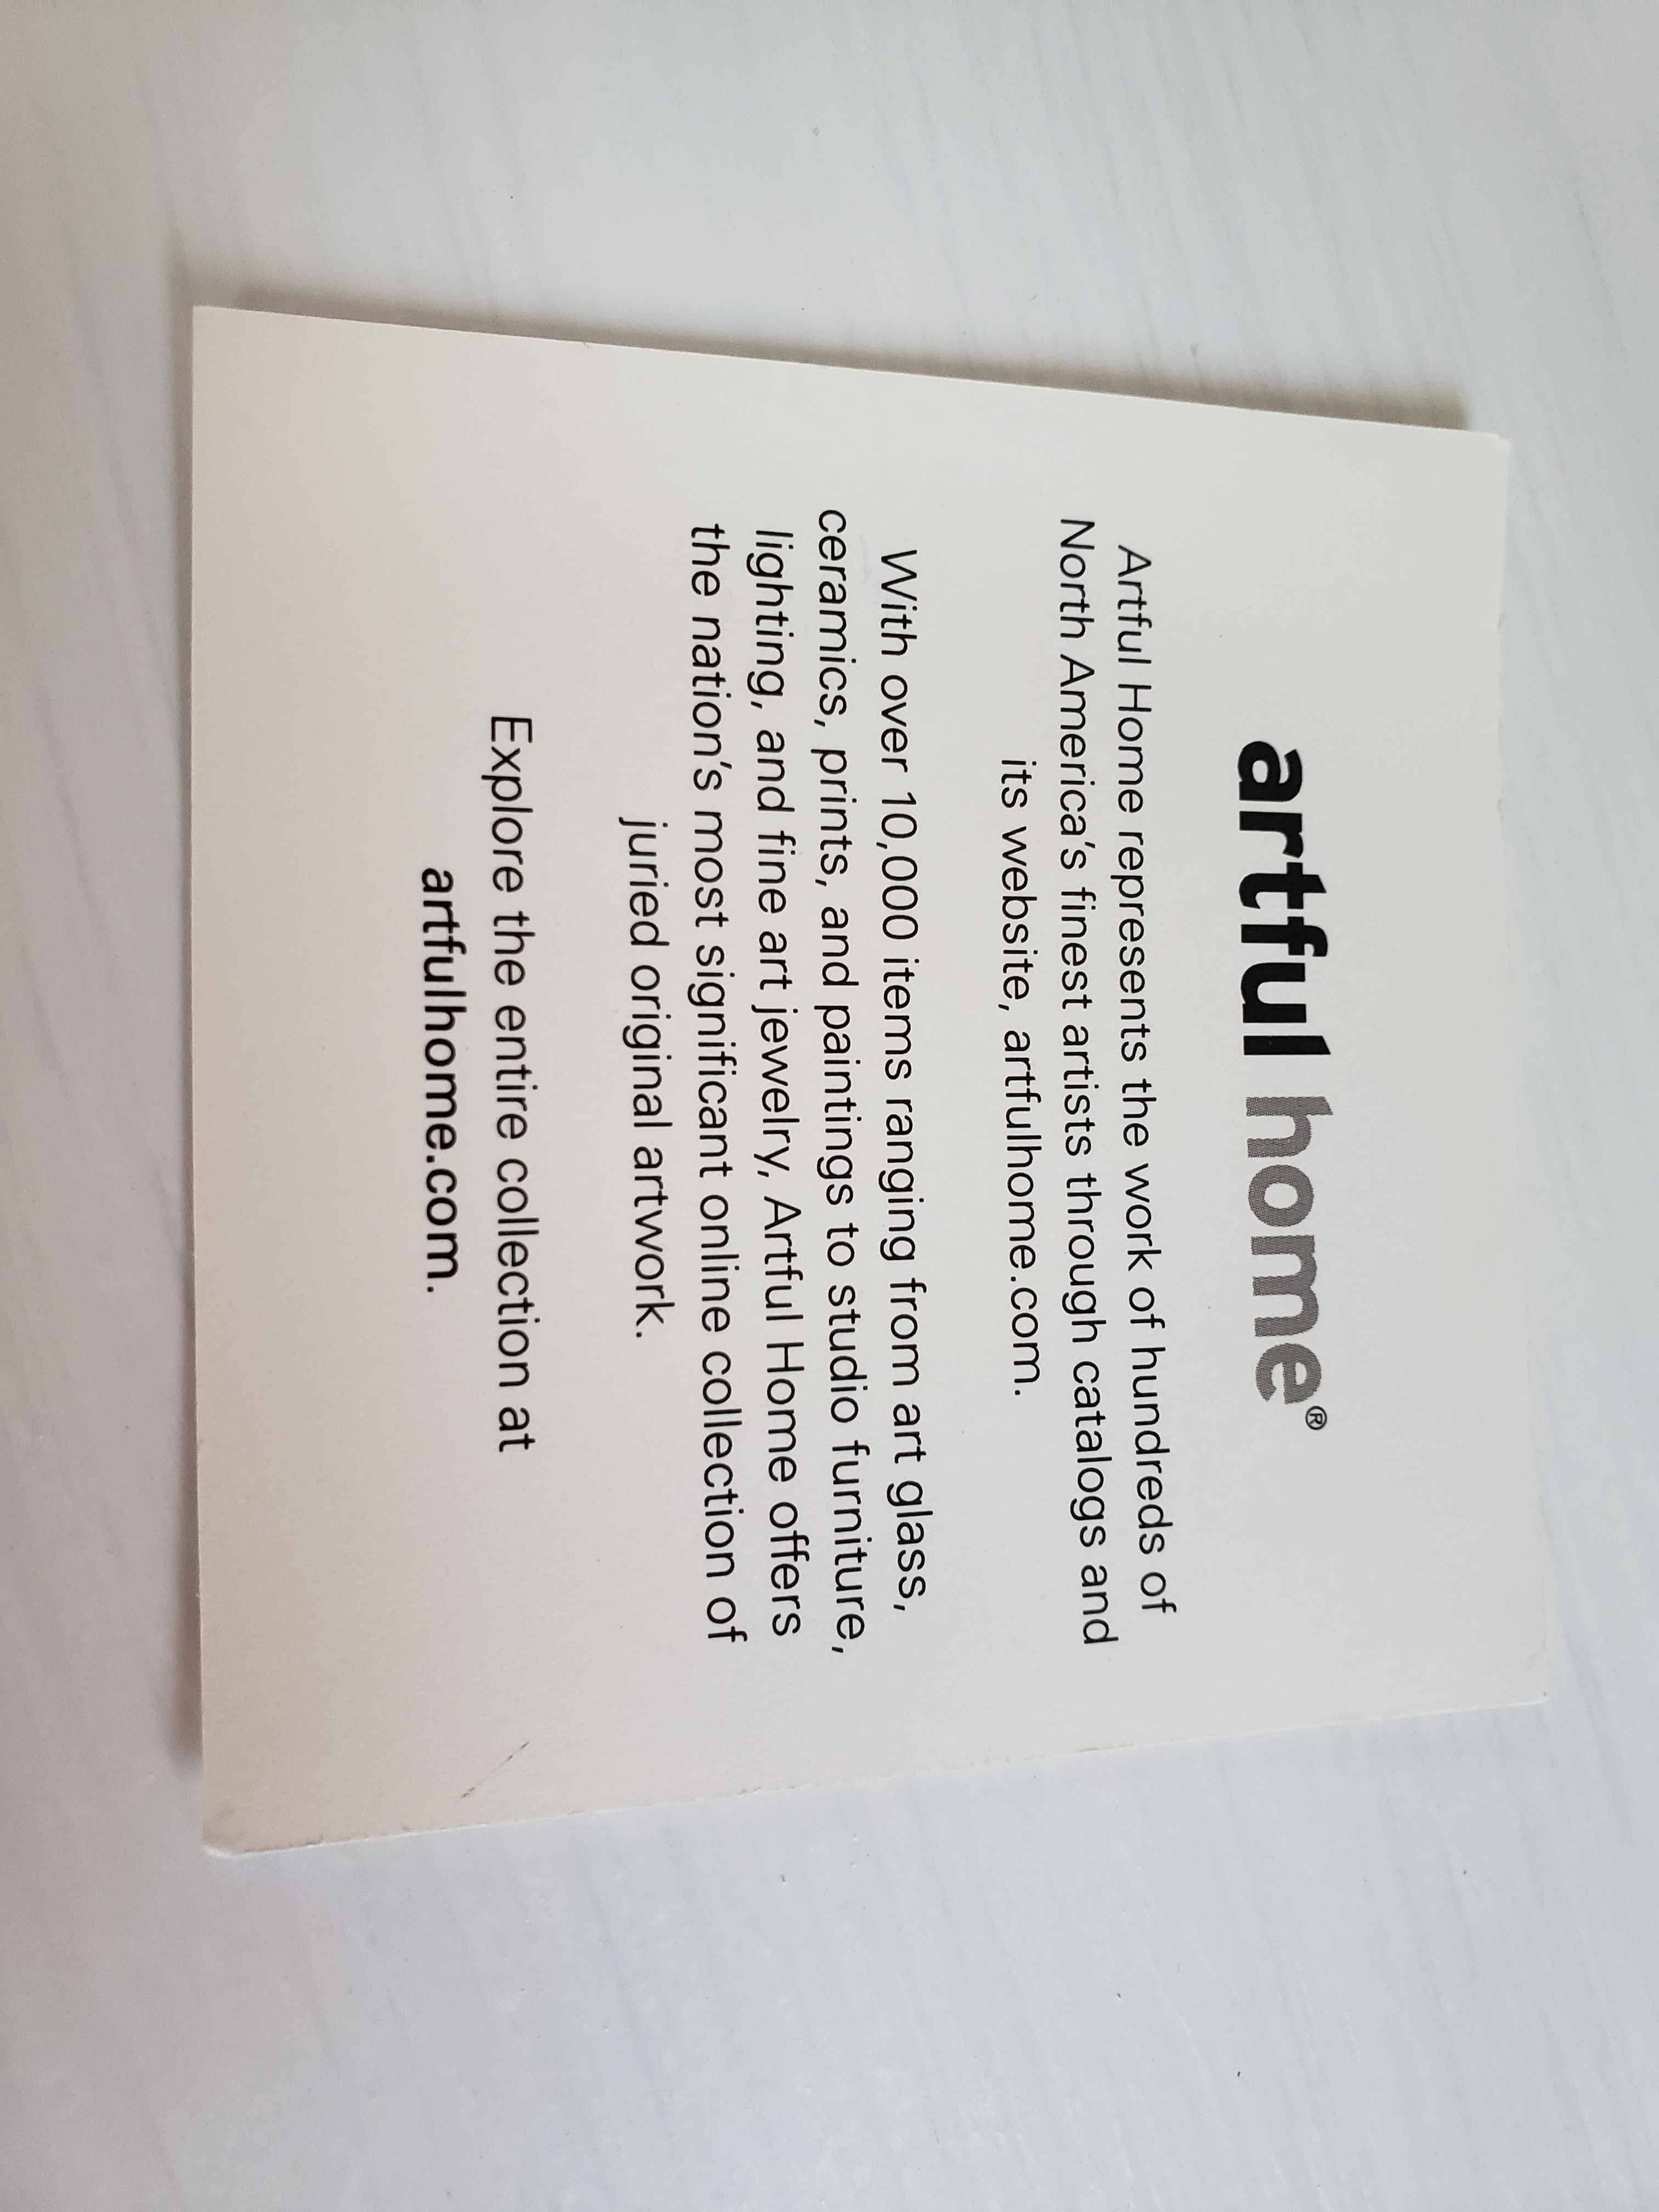 artful home®
Artful Home represents the work of hundreds of
North America's finest artists through catalogs and
its website, artfulhome.com.
With over 10,000 items ranging from art glass,
ceramics, prints, and paintings to studio furniture,
lighting, and fine art jewelry, Artful Home offers
the nation's most significant online collection of
juried original artwork.
Explore the entire collection at
artfulhome.com.